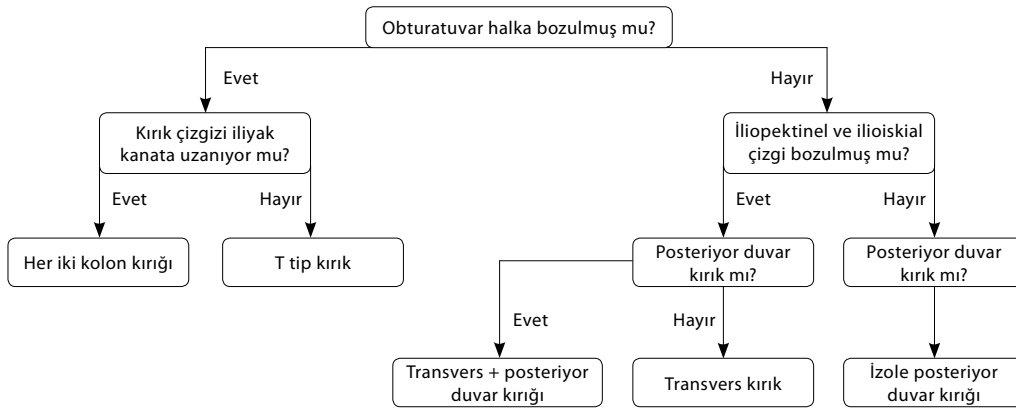 Obturatuvar halka bozulmuş mu?
Evet
Hayır
Kırık çizgizi iliyak
kanata uzanıyor mu?
İliopektinel ve ilioiskial
çizgi bozulmuş mu?
Evet
Hayır
Evet
Hayır
Her iki kolon kırığı
T tip kırık
Posteriyor duvar
kırık mı?
Posteriyor duvar
kırık mı?
Evet
Hayır
Transvers + posteriyor
duvar kırığı
Transvers kırık
İzole posteriyor
duvar kırığı